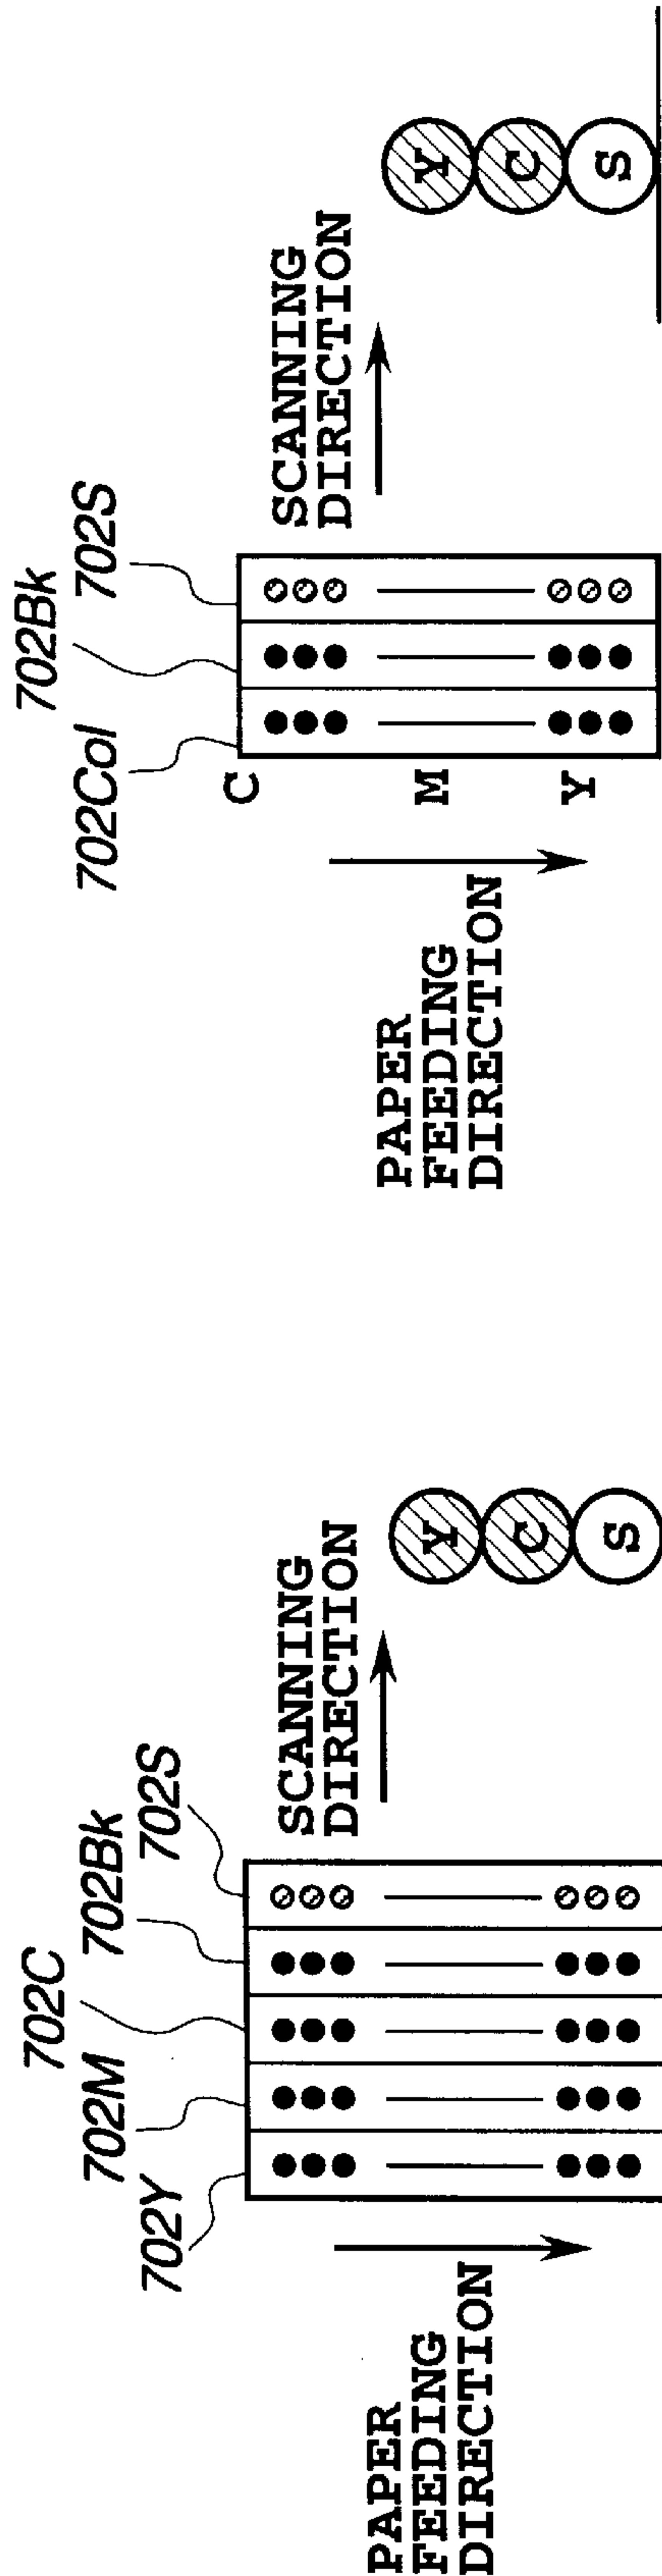 702Y
702M
702C
702Bk
702S
PAPER
FEEDING
DIRECTION
SCANNING
DIRECTION
Y
C
S
702Col
702Bk
702S
C
M
Y
PAPER
FEEDING
DIRECTION
SCANNING
DIRECTION
Y
C
S